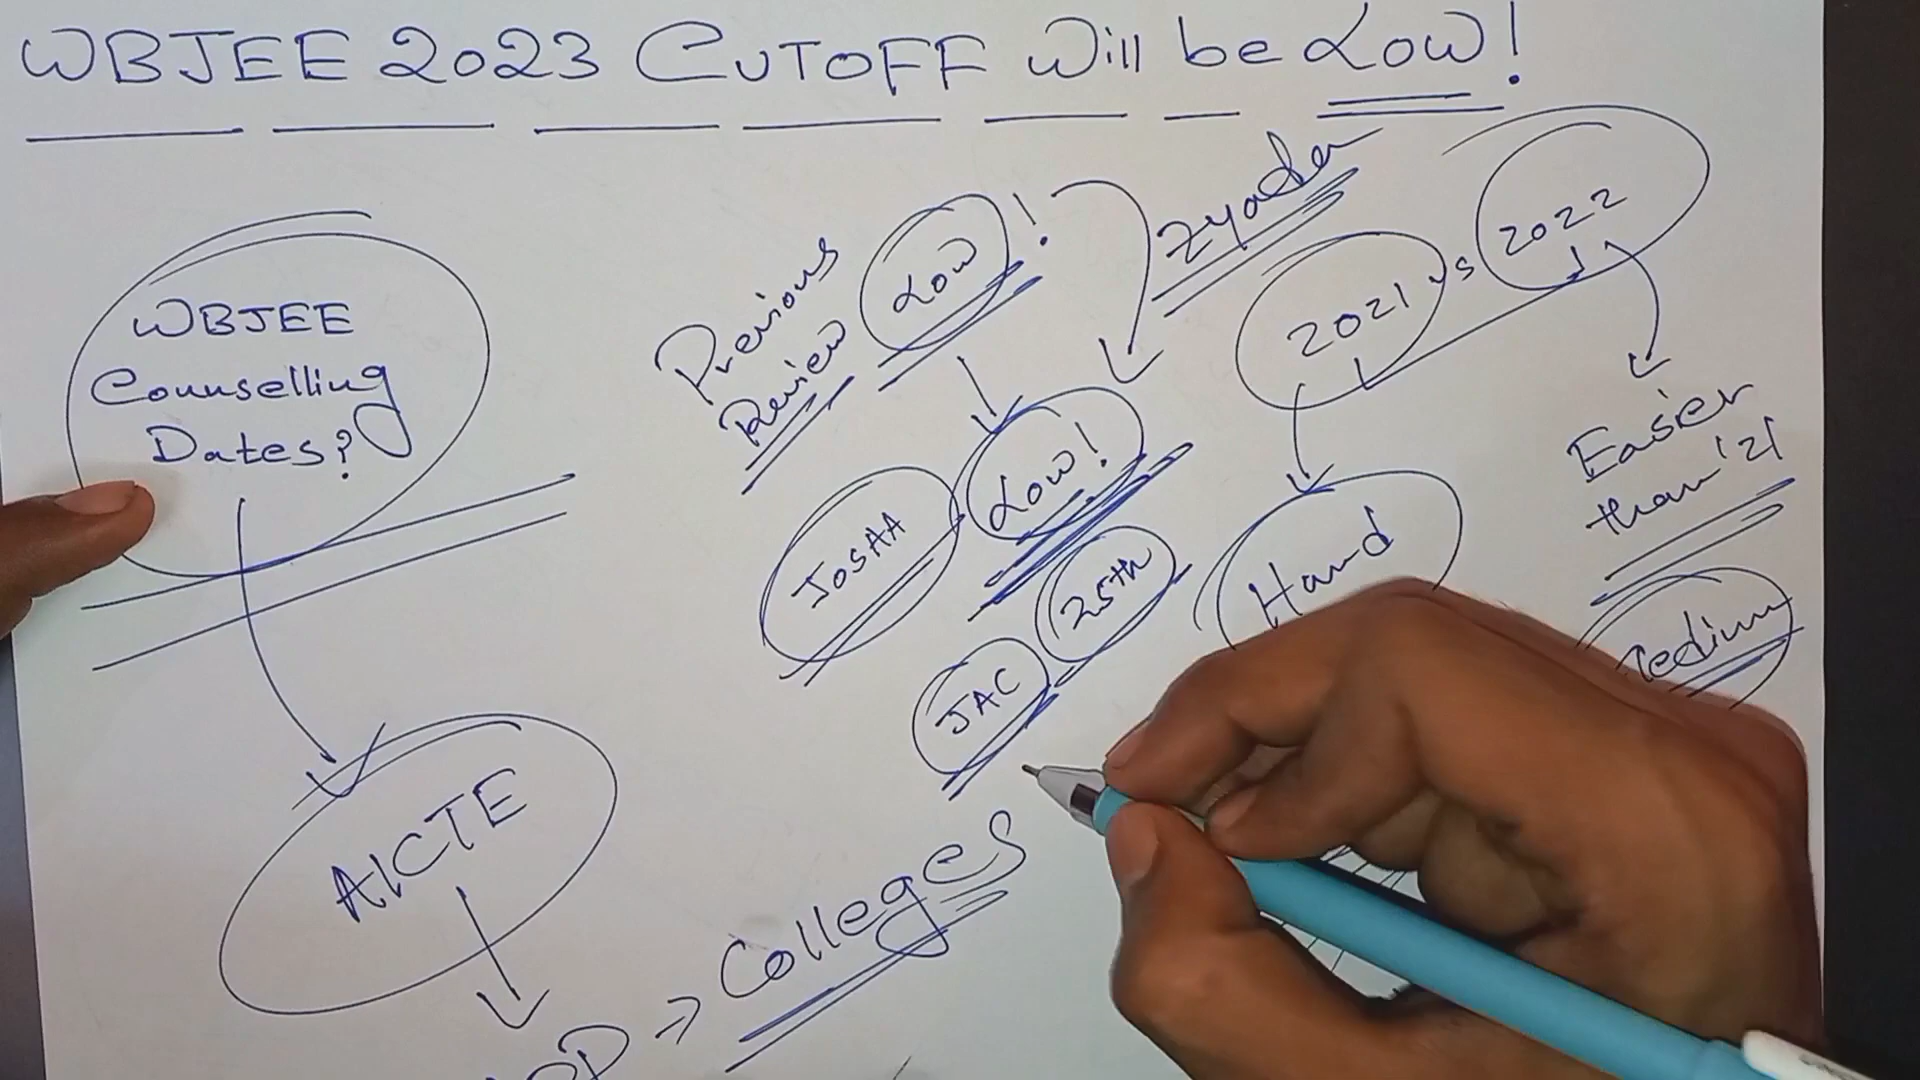 WBJEE 2023 CUTOFF Will be Low!
WBJEE
Counselling
Dates?
AICTE
Previous
Review
Low!
Zyada
Low!
JOSAA
25th
JAC
Colleges
2021 vs 2022
Hard
Easier
than '21